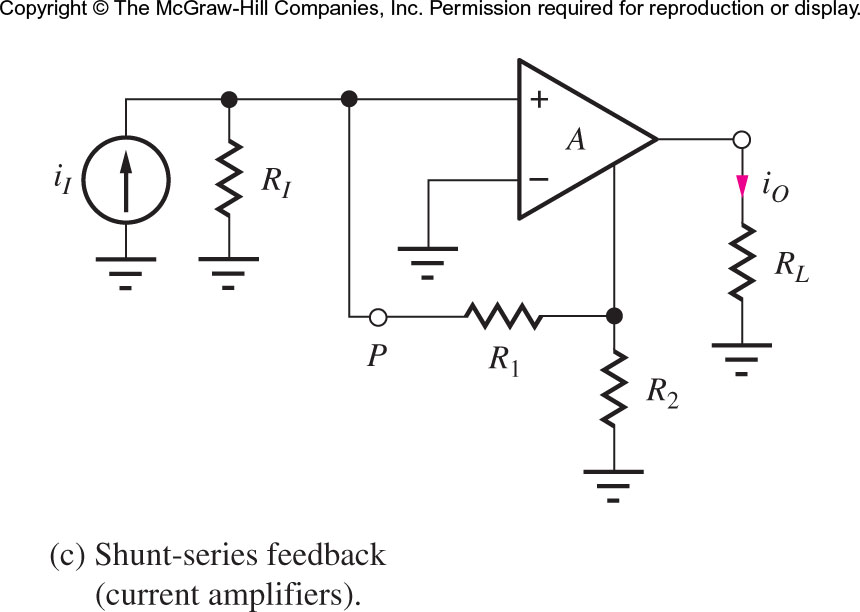 Copyright © The McGraw-Hill Companies, Inc. Permission required for reproduction or display.
+
A
i_I
R_I
−
i_O
R_L
P
R_1
R_2
(c) Shunt-series feedback
(current amplifiers).